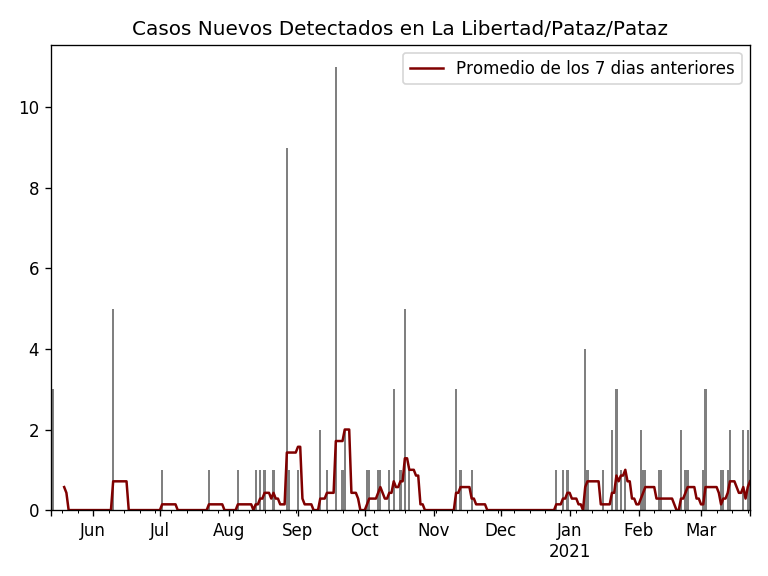 Casos Nuevos Detectados en La Libertad/Pataz/Pataz
Promedio de los 7 dias anteriores
10
8
6
4
2
0
Jun Jul Aug Sep Oct Nov Dec Jan Feb Mar
2021